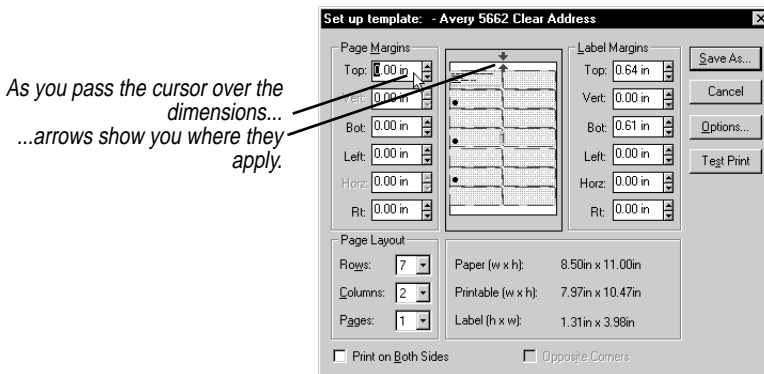 Set up template: - Avery 5662 Clear Address
As you pass the cursor over the
dimensions...
...arrows show you where they
apply.
Page Margins
Top: 0.00 in
Vert: 0.00 in
Bot: 0.00 in
Left: 0.00 in
Horz: 0.00 in
Rt: 0.00 in
Label Margins
Top: 0.64 in
Vert: 0.00 in
Bot: 0.61 in
Left: 0.00 in
Horz: 0.00 in
Rt: 0.00 in
Save As...
Cancel
Options...
Test Print
Page Layout
Rows: 7
Columns: 2
Pages: 1
Paper (w x h): 8.50in x 11.00in
Printable (w x h): 7.97in x 10.47in
Label (h x w): 1.31in x 3.98in
Print on Both Sides
Opposite Corners